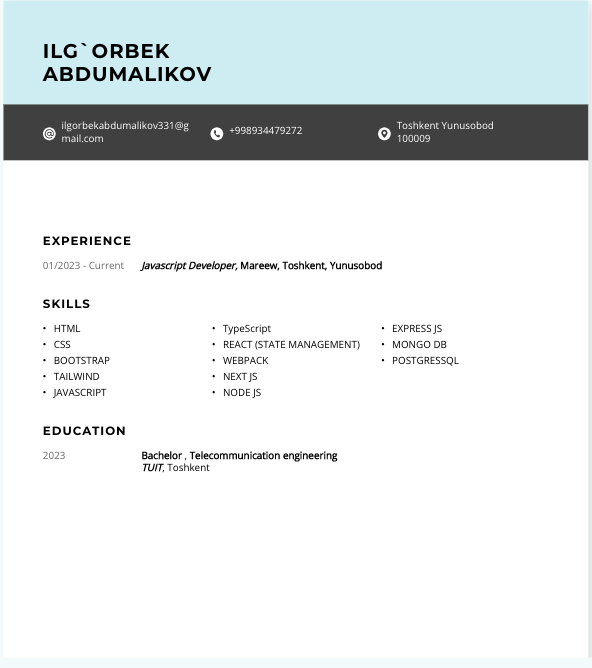 ILG`ORBEK
ABDUMALIKOV
ilgorbekabdumalikov331@g
mail.com
+998934479272
Toshkent Yunusobod
100009
EXPERIENCE
01/2023 - Current Javascript Developer, Mareew, Toshkent, Yunusobod
SKILLS
• HTML
• CSS
• BOOTSTRAP
• TAILWIND
• JAVASCRIPT
• TypeScript
• REACT (STATE MANAGEMENT)
• WEBPACK
• NEXT JS
• NODE JS
• EXPRESS JS
• MONGO DB
• POSTGRESSQL
EDUCATION
2023 Bachelor , Telecommunication engineering
TUIT, Toshkent